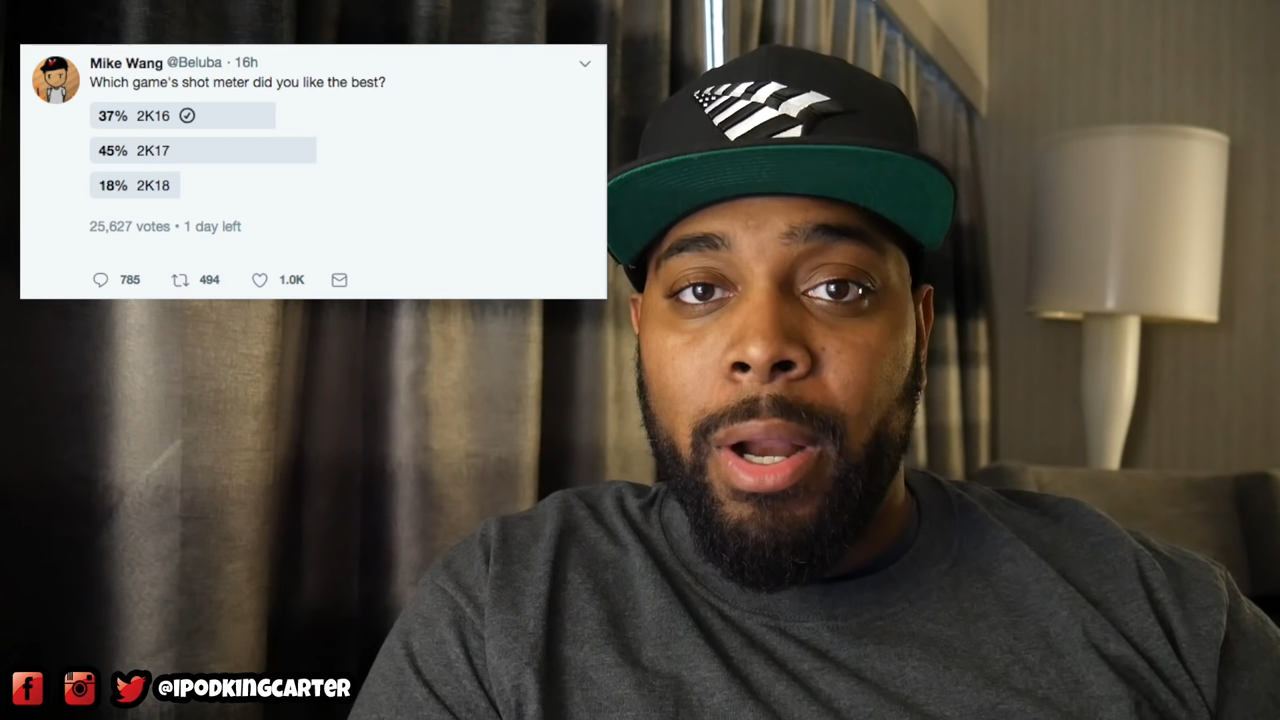 Mike Wang @Beluba · 16h
Which game's shot meter did you like the best?
37% 2K16
45% 2K17
18% 2K18
25,627 votes • 1 day left
785 494 1.0K
@IPODKINGCARTER